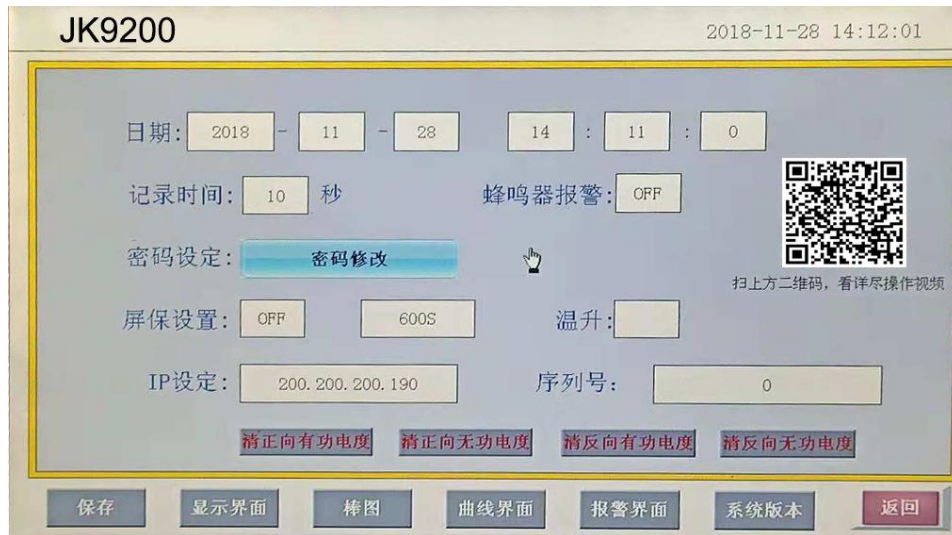 JK9200 2018-11-28 14:12:01
日期: 2018 - 11 - 28 14 : 11 : 0
记录时间: 10 秒 蜂鸣器报警: OFF
密码设定: 密码修改
扫上方二维码，看详尽操作视频
屏保设置: OFF 600S 温升:
IP设定: 200.200.200.190 序列号: 0
清正向有功电度 清正向无功电度 清反向有功电度 清反向无功电度
保存 显示界面 棒图 曲线界面 报警界面 系统版本 返回